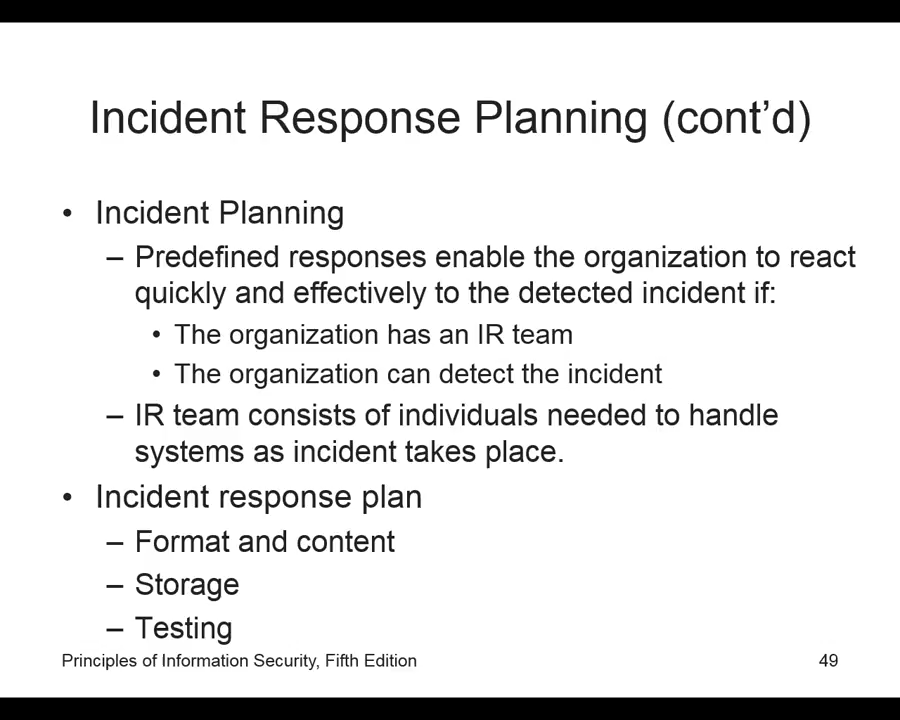 Incident Response Planning (cont’d)
• Incident Planning
– Predefined responses enable the organization to react
quickly and effectively to the detected incident if:
• The organization has an IR team
• The organization can detect the incident
– IR team consists of individuals needed to handle
systems as incident takes place.
• Incident response plan
– Format and content
– Storage
– Testing
Principles of Information Security, Fifth Edition
49